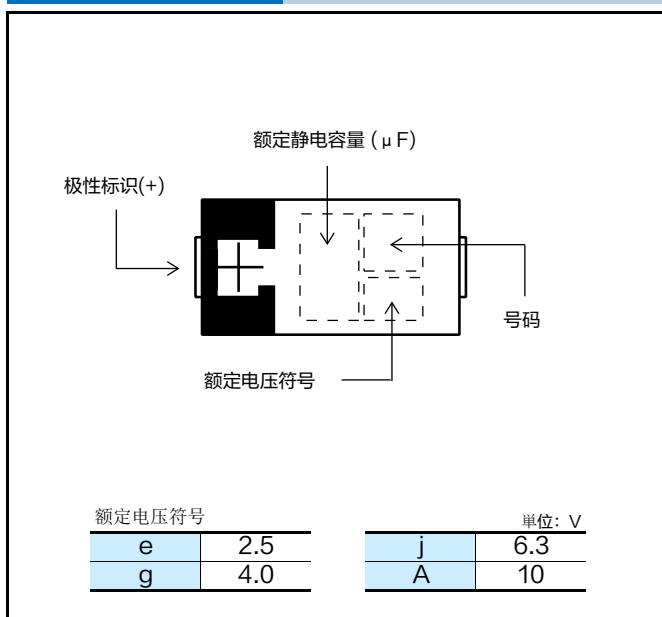 额定静电容量 (μF)
极性标识(+)
号码
额定电压符号
额定电压符号
単位: V
e 2.5 j 6.3
g 4.0 A 10